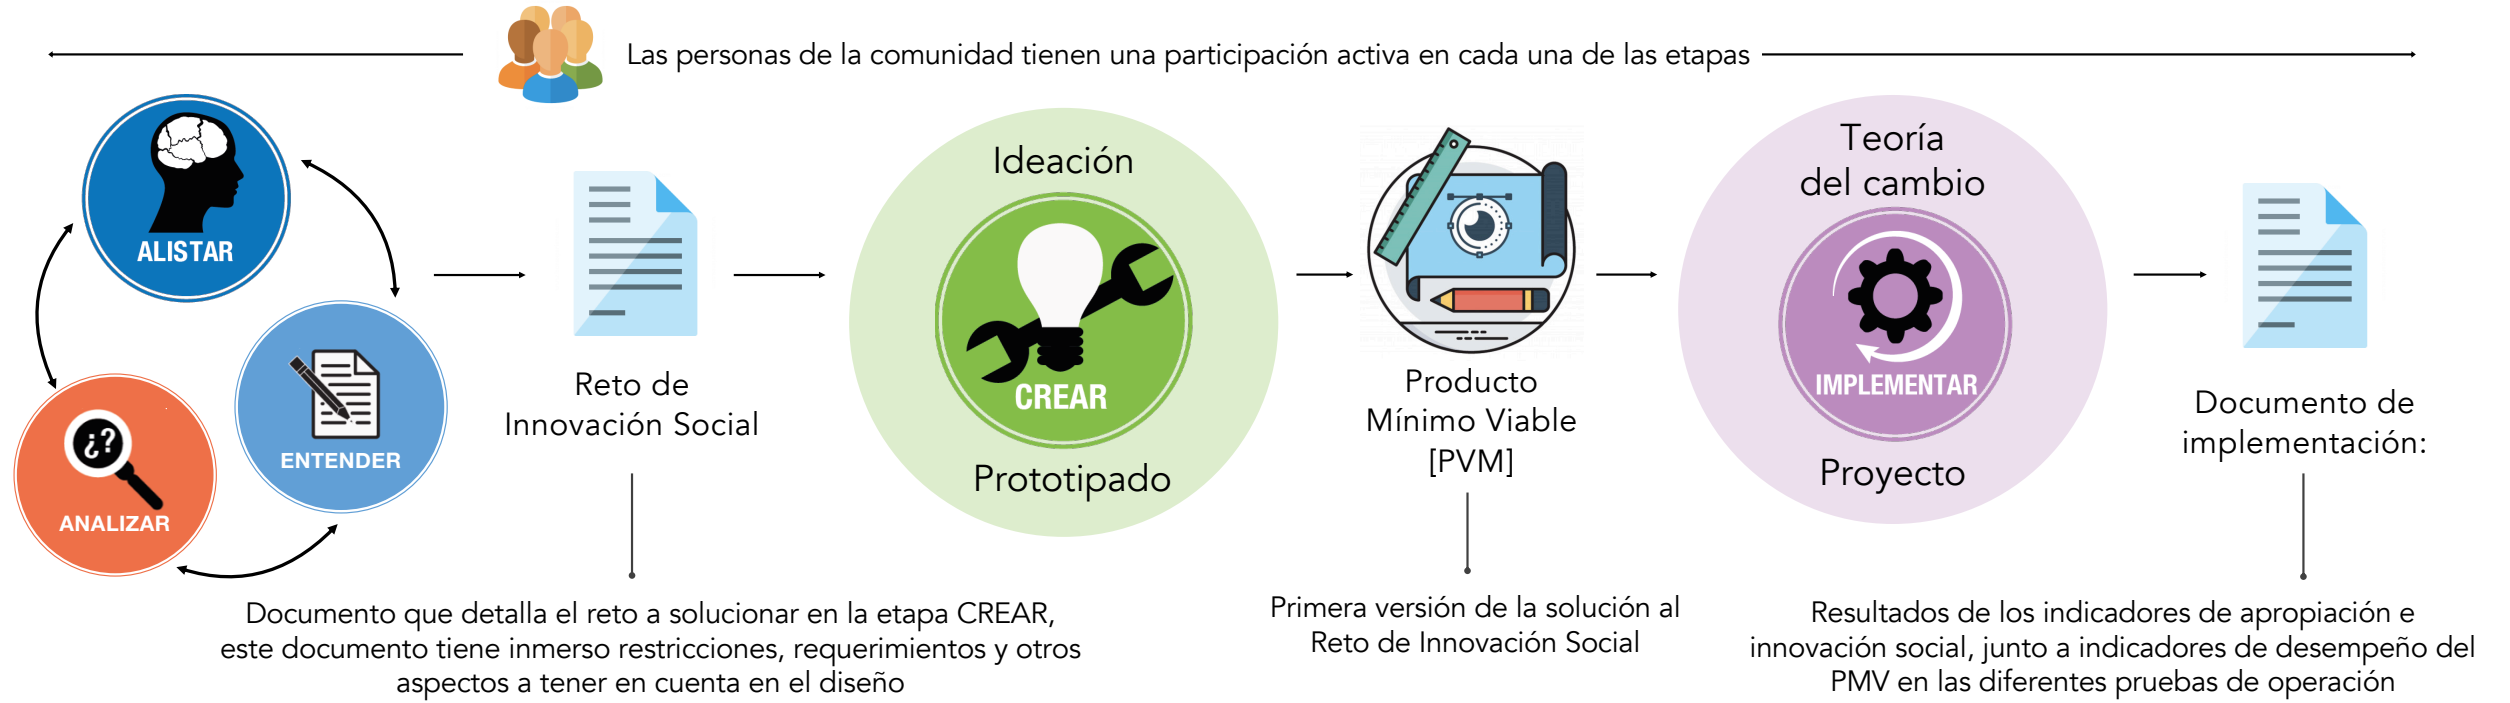 Las personas de la comunidad tienen una participación activa en cada una de las etapas
ALISTAR
ENTENDER
¿?
ANALIZAR
Reto de
Innovación Social
Documento que detalla el reto a solucionar en la etapa CREAR,
este documento tiene inmerso restricciones, requerimientos y otros
aspectos a tener en cuenta en el diseño
Ideación
CREAR
Prototipado
Producto
Mínimo Viable
[PVM]
Primera versión de la solución al
Reto de Innovación Social
Teoría
del cambio
IMPLEMENTAR
Proyecto
Documento de
implementación:
Resultados de los indicadores de apropiación e
innovación social, junto a indicadores de desempeño del
PMV en las diferentes pruebas de operación